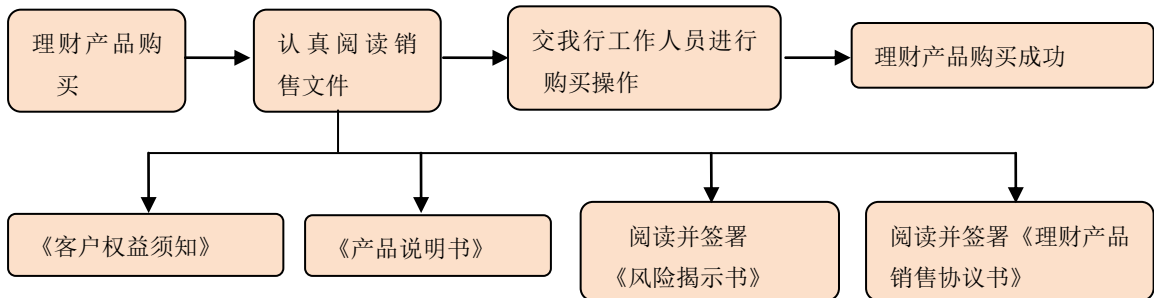 理财产品购
买
认真阅读销
售文件
交我行工作人员进行
购买操作
理财产品购买成功
《客户权益须知》
《产品说明书》
阅读并签署
《风险揭示书》
阅读并签署《理财产品
销售协议书》